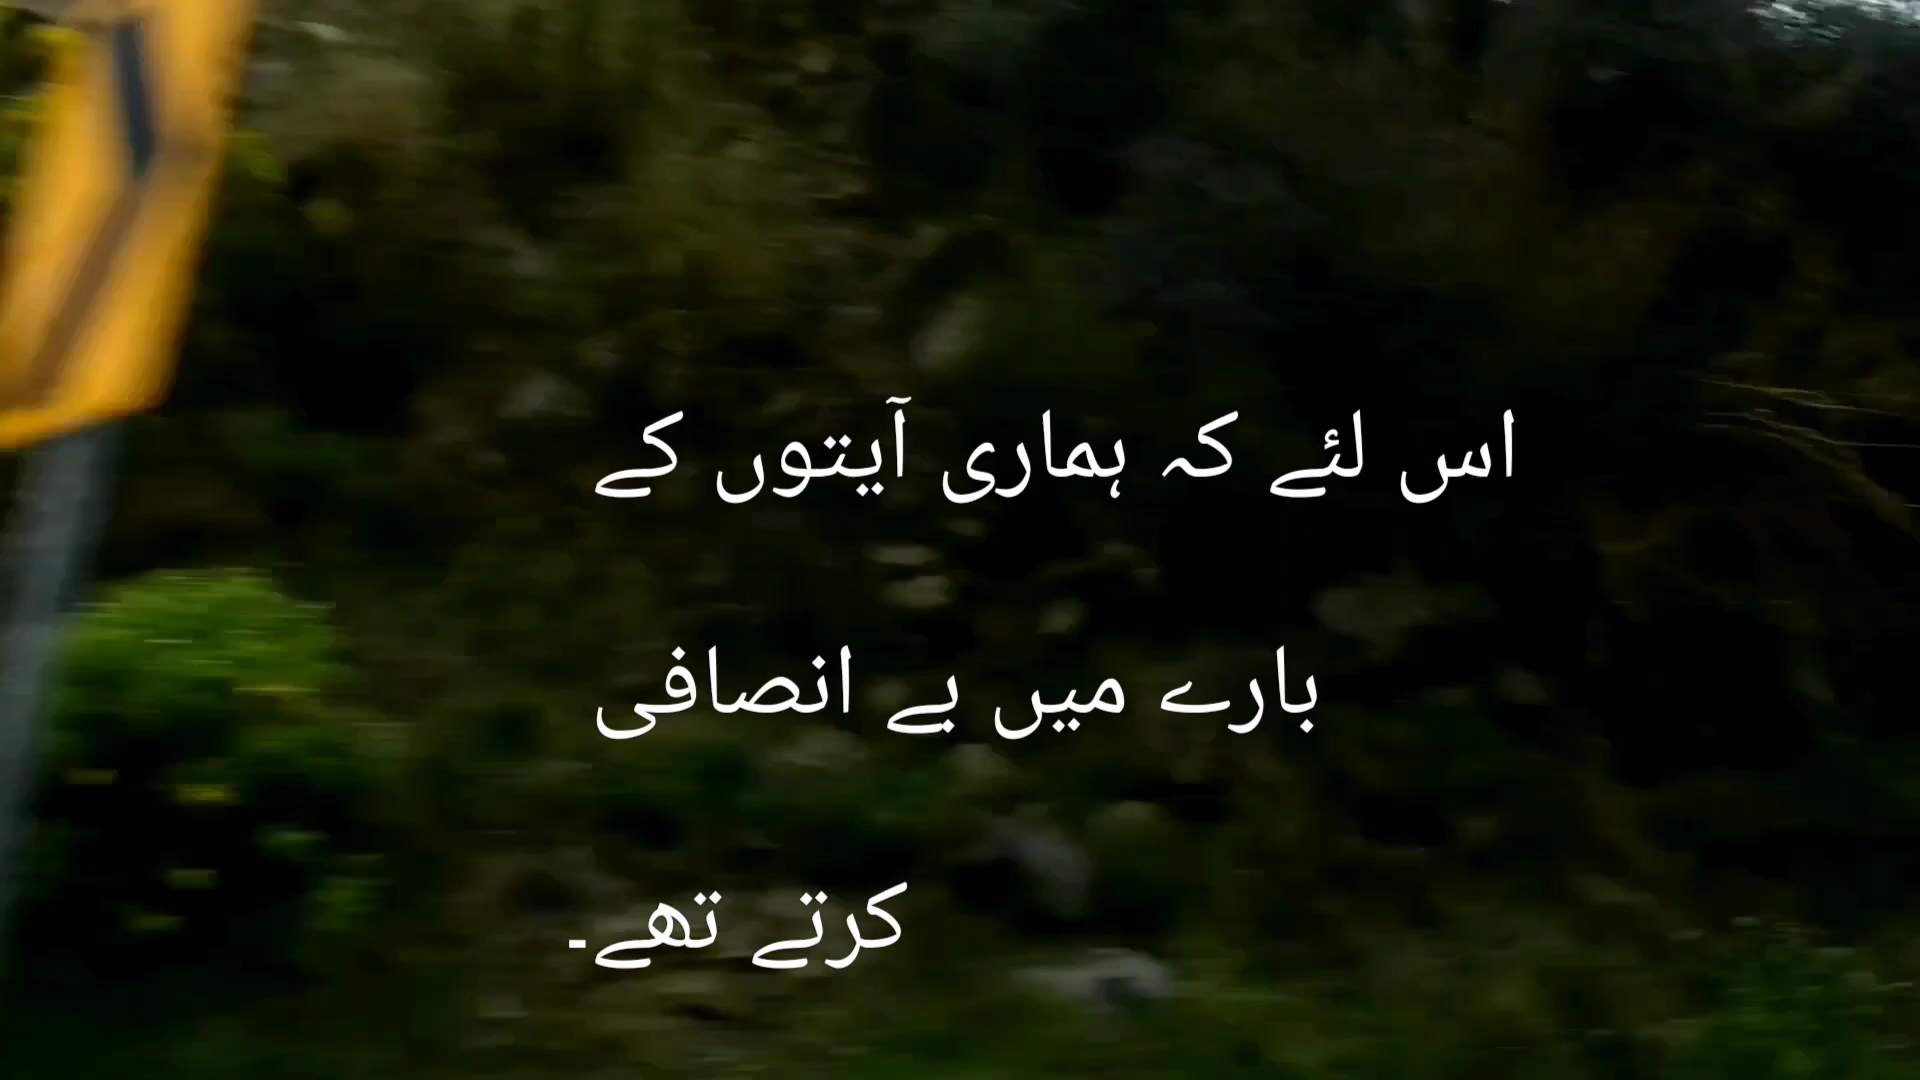 اس لئے کہ ہماری آیتوں کے
بارے میں بے انصافی
کرتے تھے۔